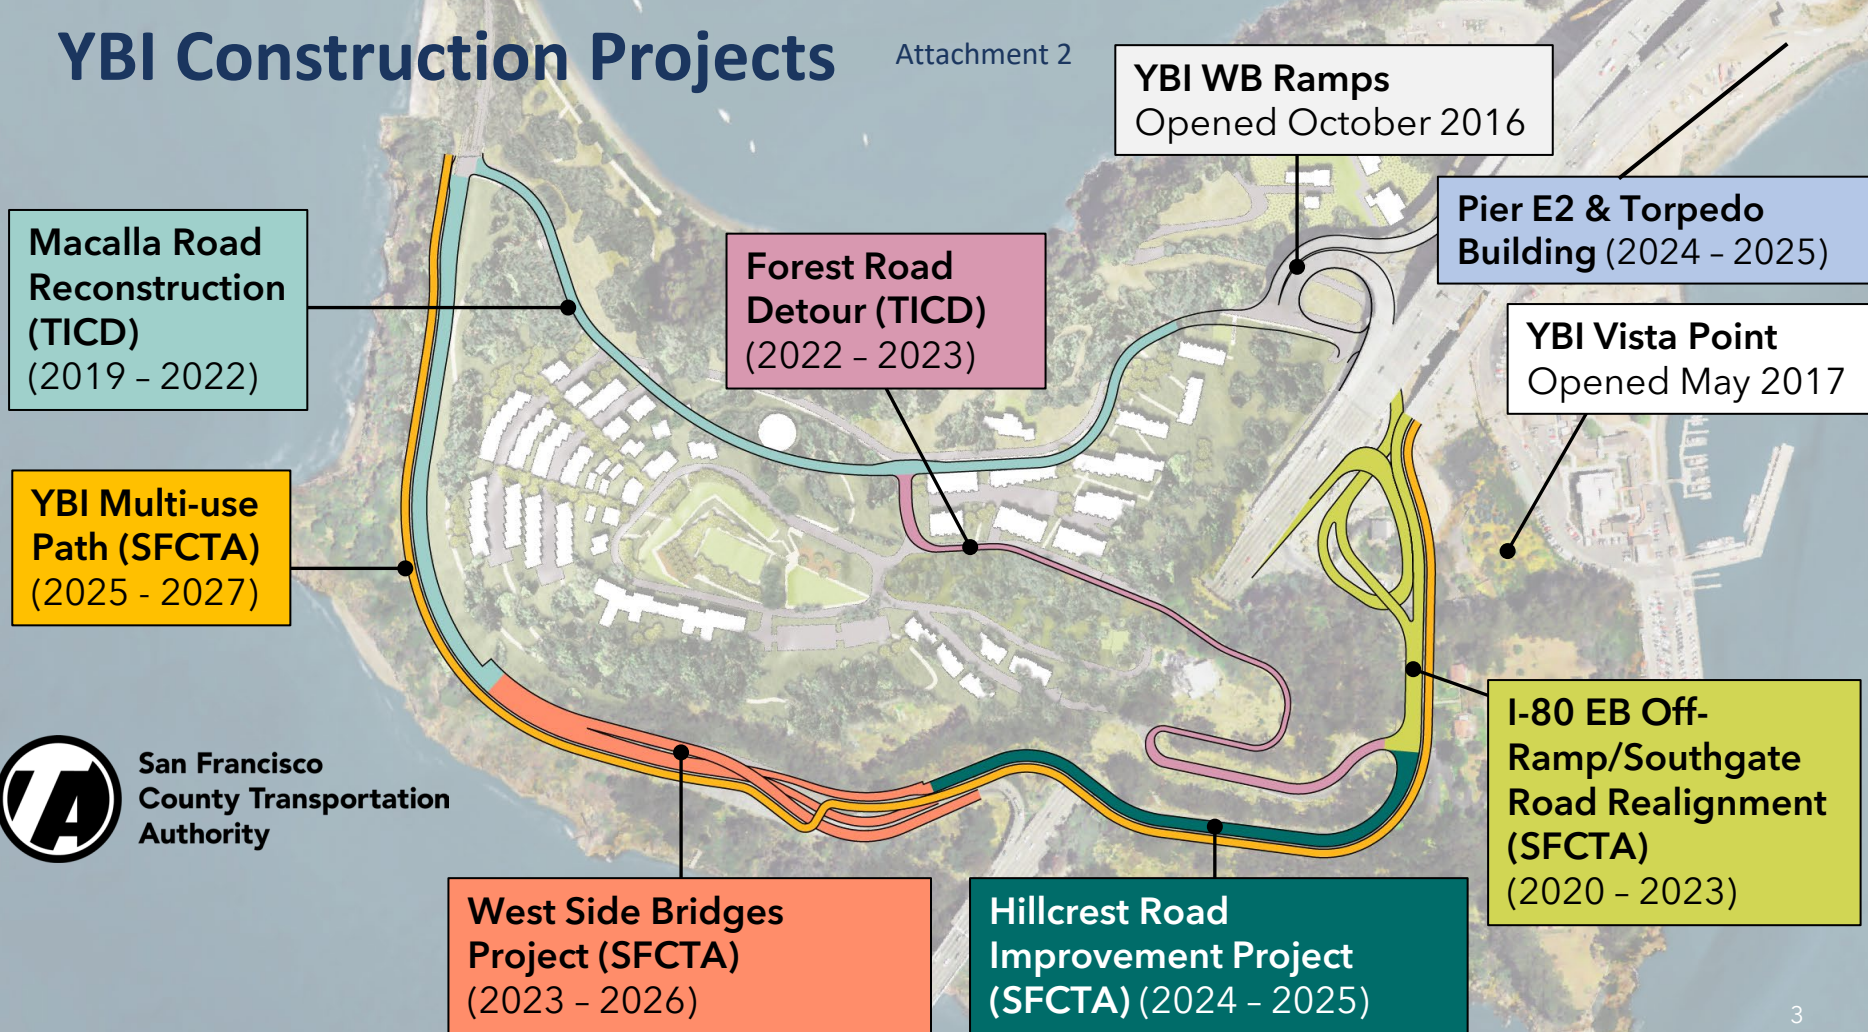 YBI Construction Projects
Attachment 2
YBI WB Ramps
Opened October 2016
Pier E2 & Torpedo
Building (2024 – 2025)
Macalla Road
Reconstruction
(TICD)
(2019 – 2022)
Forest Road
Detour (TICD)
(2022 – 2023)
YBI Vista Point
Opened May 2017
YBI Multi-use
Path (SFCTA)
(2025 - 2027)
I-80 EB Off-
Ramp/Southgate
Road Realignment
(SFCTA)
(2020 – 2023)
TA
San Francisco
County Transportation
Authority
West Side Bridges
Project (SFCTA)
(2023 – 2026)
Hillcrest Road
Improvement Project
(SFCTA) (2024 – 2025)
3